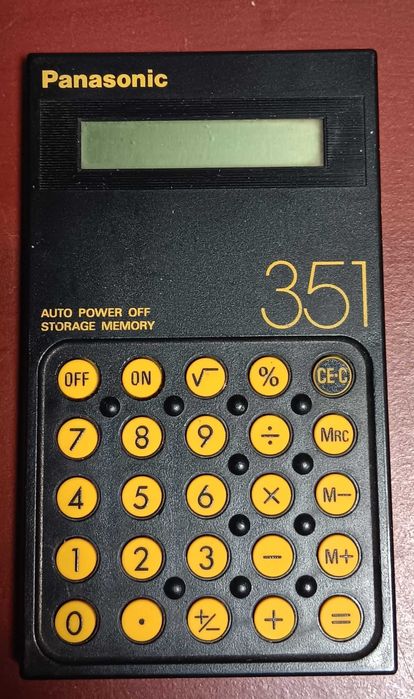 Panasonic
351
AUTO POWER OFF
STORAGE MEMORY
OFF ON √ % CE·C
7 8 9 ÷ MRC
4 5 6 × M−
1 2 3 − M+
0 · +/− + =